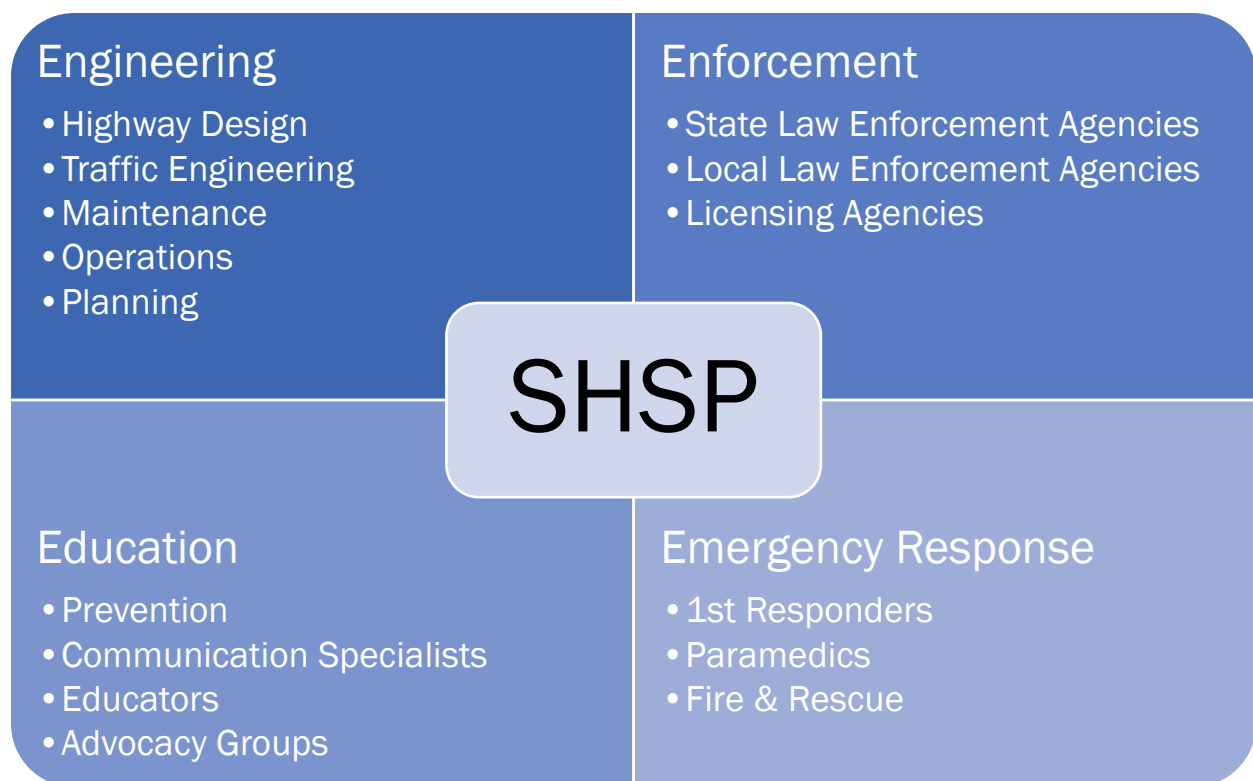 Engineering
•Highway Design
•Traffic Engineering
•Maintenance
•Operations
•Planning
Enforcement
•State Law Enforcement Agencies
•Local Law Enforcement Agencies
•Licensing Agencies
SHSP
Education
•Prevention
•Communication Specialists
•Educators
•Advocacy Groups
Emergency Response
•1st Responders
•Paramedics
•Fire & Rescue